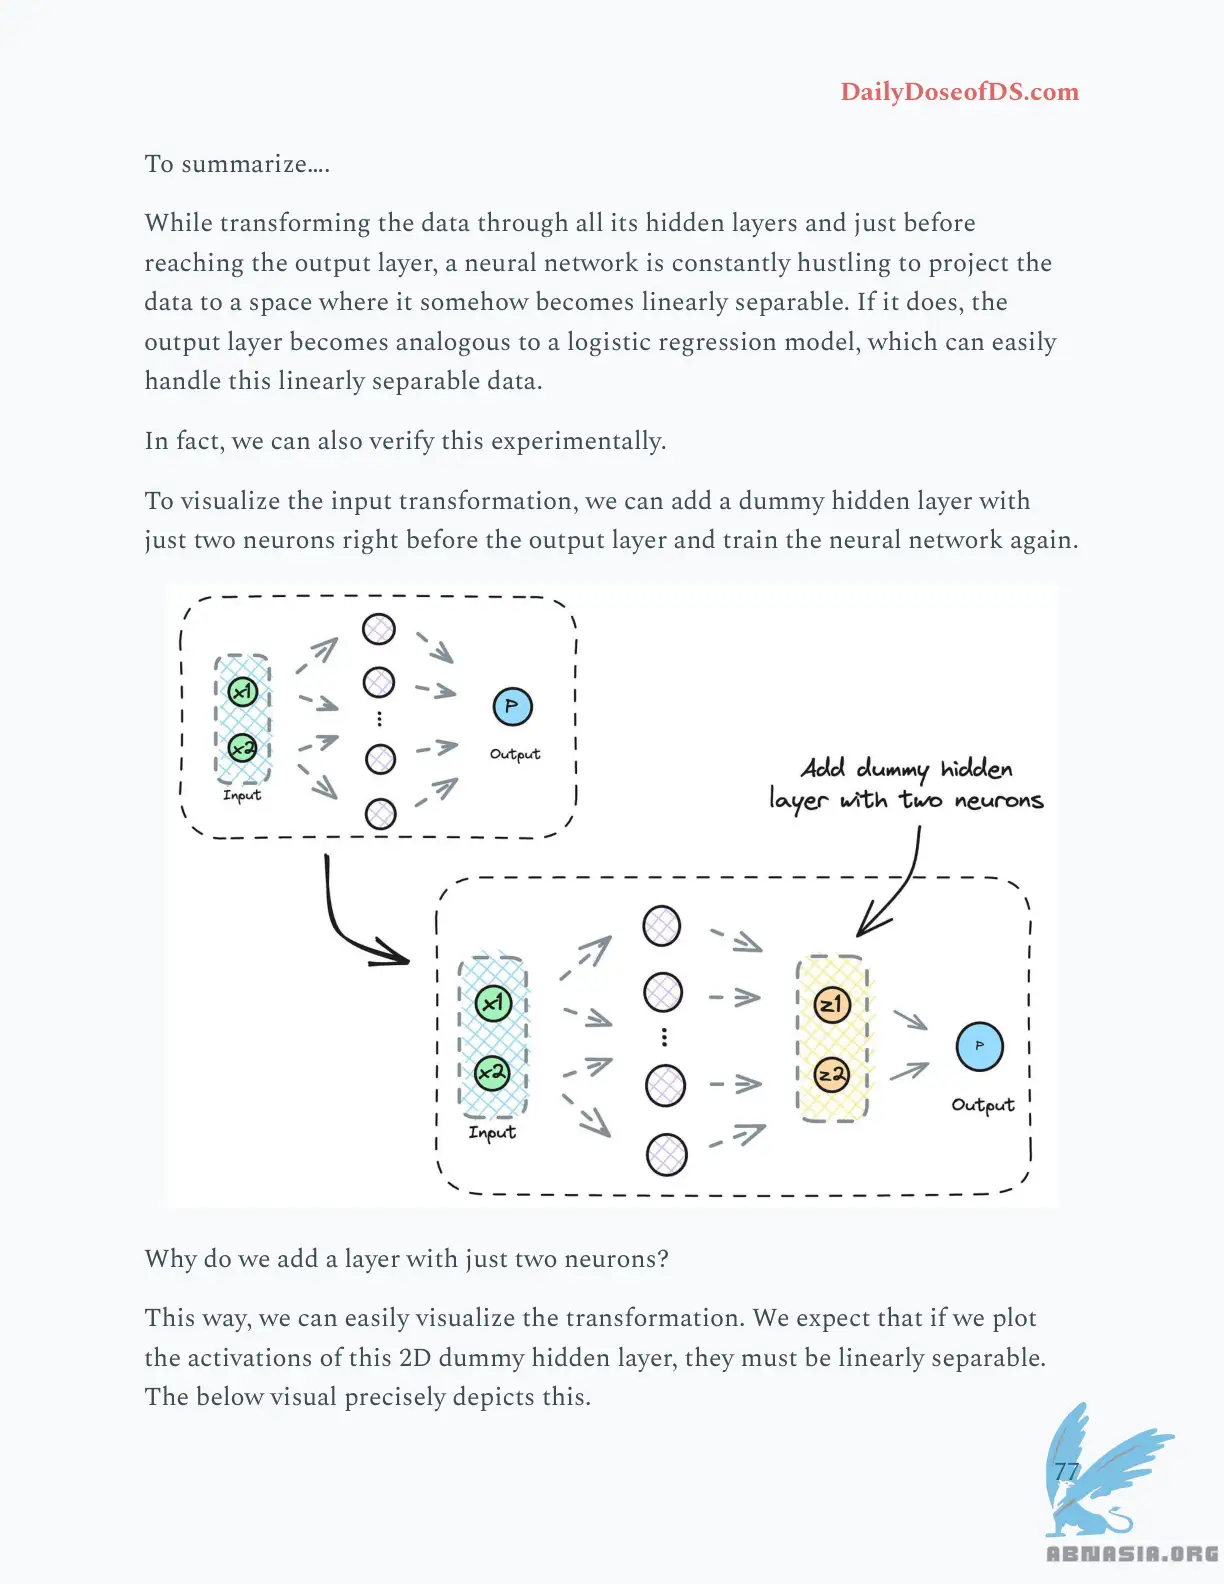 DailyDoseofDS.com
To summarize....
While transforming the data through all its hidden layers and just before
reaching the output layer, a neural network is constantly hustling to project the
data to a space where it somehow becomes linearly separable. If it does, the
output layer becomes analogous to a logistic regression model, which can easily
handle this linearly separable data.
In fact, we can also verify this experimentally.
To visualize the input transformation, we can add a dummy hidden layer with
just two neurons right before the output layer and train the neural network again.
x1
x2
Input
...
P
Output
Add dummy hidden
layer with two neurons
x1
x2
Input
...
z1
z2
P
Output
Why do we add a layer with just two neurons?
This way, we can easily visualize the transformation. We expect that if we plot
the activations of this 2D dummy hidden layer, they must be linearly separable.
The below visual precisely depicts this.
77
ABNASIA.ORG